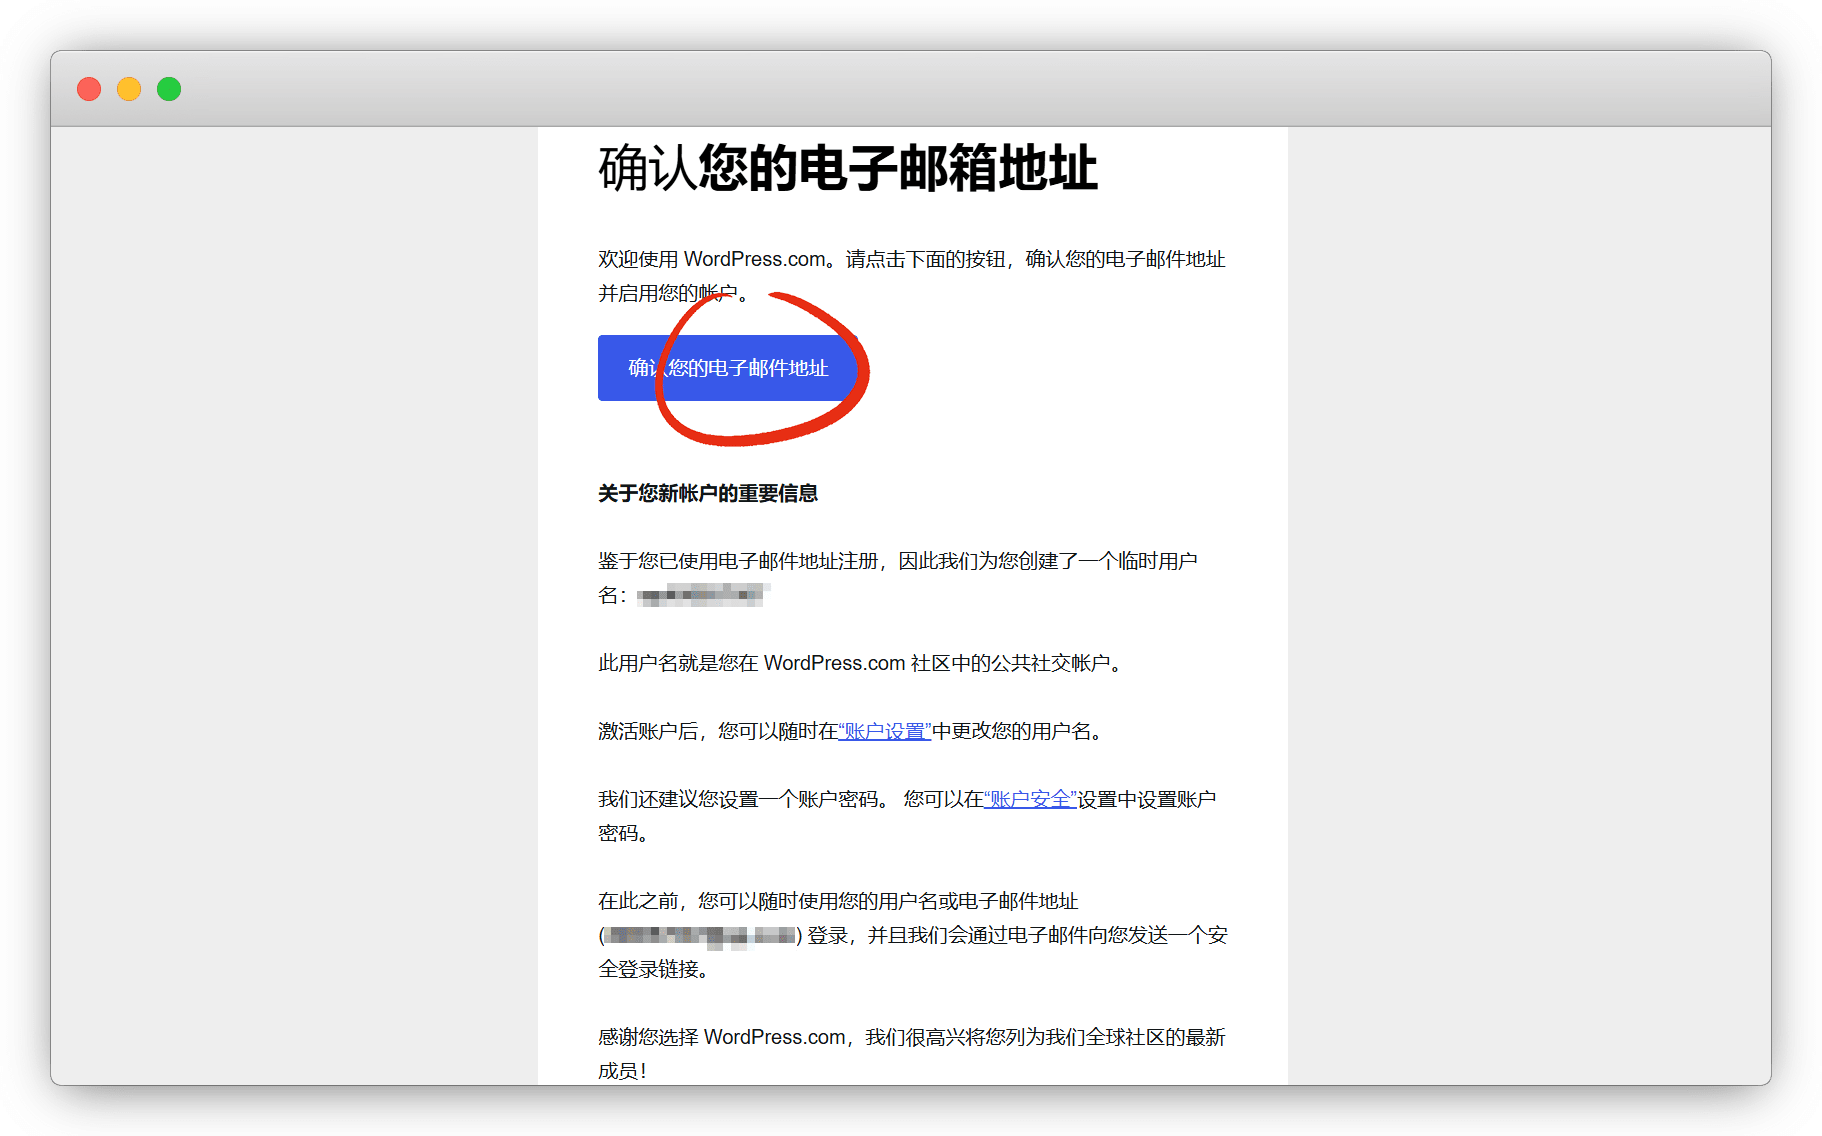 确认您的电子邮箱地址
欢迎使用 WordPress.com。请点击下面的按钮，确认您的电子邮件地址
并启用您的帐户。
确认您的电子邮件地址
关于您新帐户的重要信息
鉴于您已使用电子邮件地址注册，因此我们为您创建了一个临时用户
名：
此用户名就是您在 WordPress.com 社区中的公共社交帐户。
激活账户后，您可以随时在“账户设置”中更改您的用户名。
我们还建议您设置一个账户密码。 您可以在“账户安全”设置中设置账户
密码。
在此之前，您可以随时使用您的用户名或电子邮件地址
() 登录，并且我们会通过电子邮件向您发送一个安
全登录链接。
感谢您选择 WordPress.com，我们很高兴将您列为我们全球社区的最新
成员！